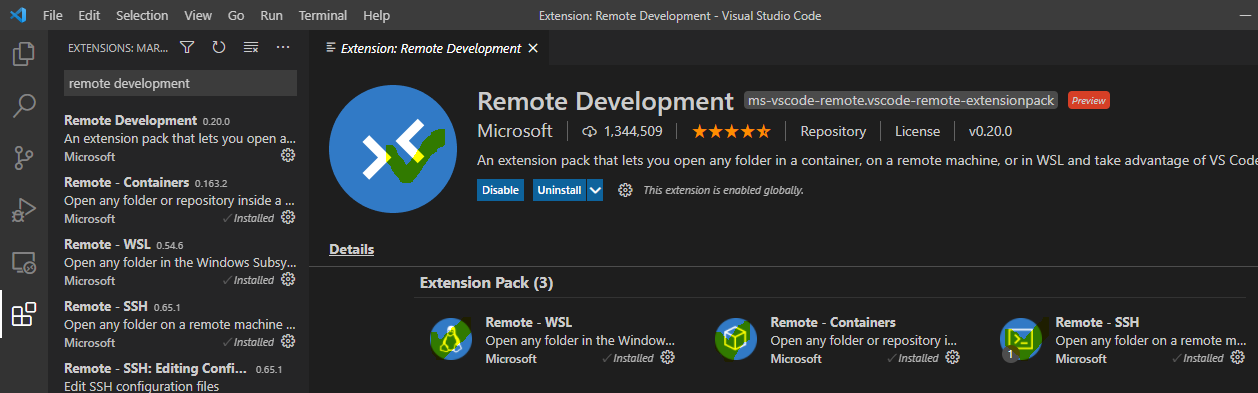 File Edit Selection View Go Run Terminal Help Extension: Remote Development - Visual Studio Code
EXTENSIONS: MAR...
remote development
Remote Development 0.20.0
An extension pack that lets you open a...
Microsoft
Remote - Containers 0.163.2
Open any folder or repository inside a ...
Microsoft ✓Installed
Remote - WSL 0.54.6
Open any folder in the Windows Subsy...
Microsoft ✓Installed
Remote - SSH 0.65.1
Open any folder on a remote machine ...
Microsoft ✓Installed
Remote - SSH: Editing Confi... 0.65.1
Edit SSH configuration files
Extension: Remote Development
Remote Development ms-vscode-remote.vscode-remote-extensionpack Preview
Microsoft 1,344,509 Repository License v0.20.0
An extension pack that lets you open any folder in a container, on a remote machine, or in WSL and take advantage of VS Code
Disable Uninstall This extension is enabled globally.
Details
Extension Pack (3)
Remote - WSL
Open any folder in the Window...
Microsoft ✓Installed
Remote - Containers
Open any folder or repository i...
Microsoft ✓Installed
1
Remote - SSH
Open any folder on a remote m...
Microsoft ✓Installed